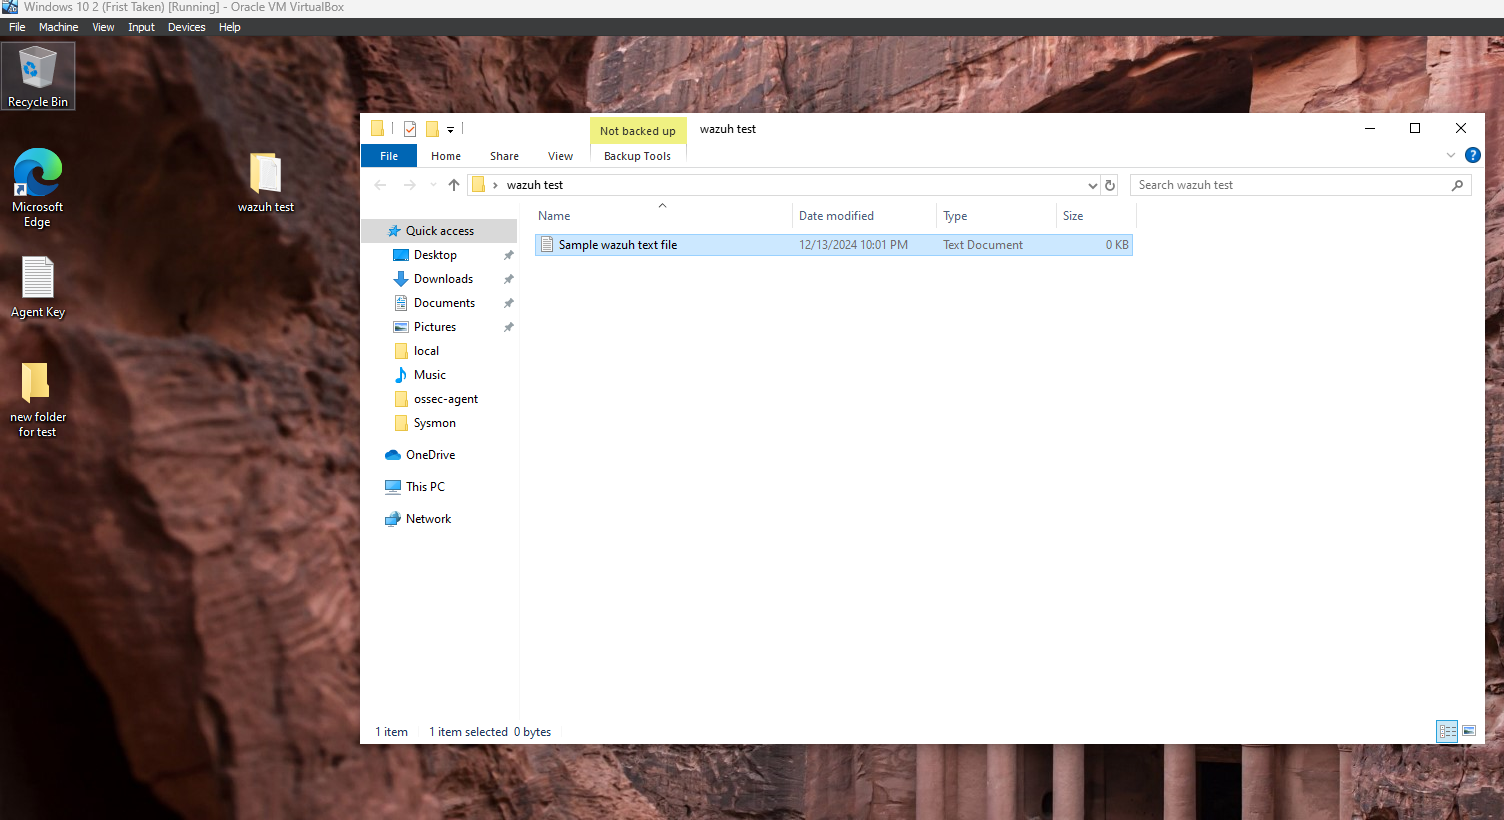 Windows 10 2 (Frist Taken) [Running] - Oracle VM VirtualBox
File Machine View Input Devices Help
Recycle Bin
Microsoft
Edge
Agent Key
new folder
for test
wazuh test
Not backed up wazuh test
File Home Share View Backup Tools
wazuh test
Search wazuh test
Name Date modified Type Size
Sample wazuh text file 12/13/2024 10:01 PM Text Document 0 KB
Quick access
Desktop
Downloads
Documents
Pictures
local
Music
ossec-agent
Sysmon
OneDrive
This PC
Network
1 item 1 item selected 0 bytes